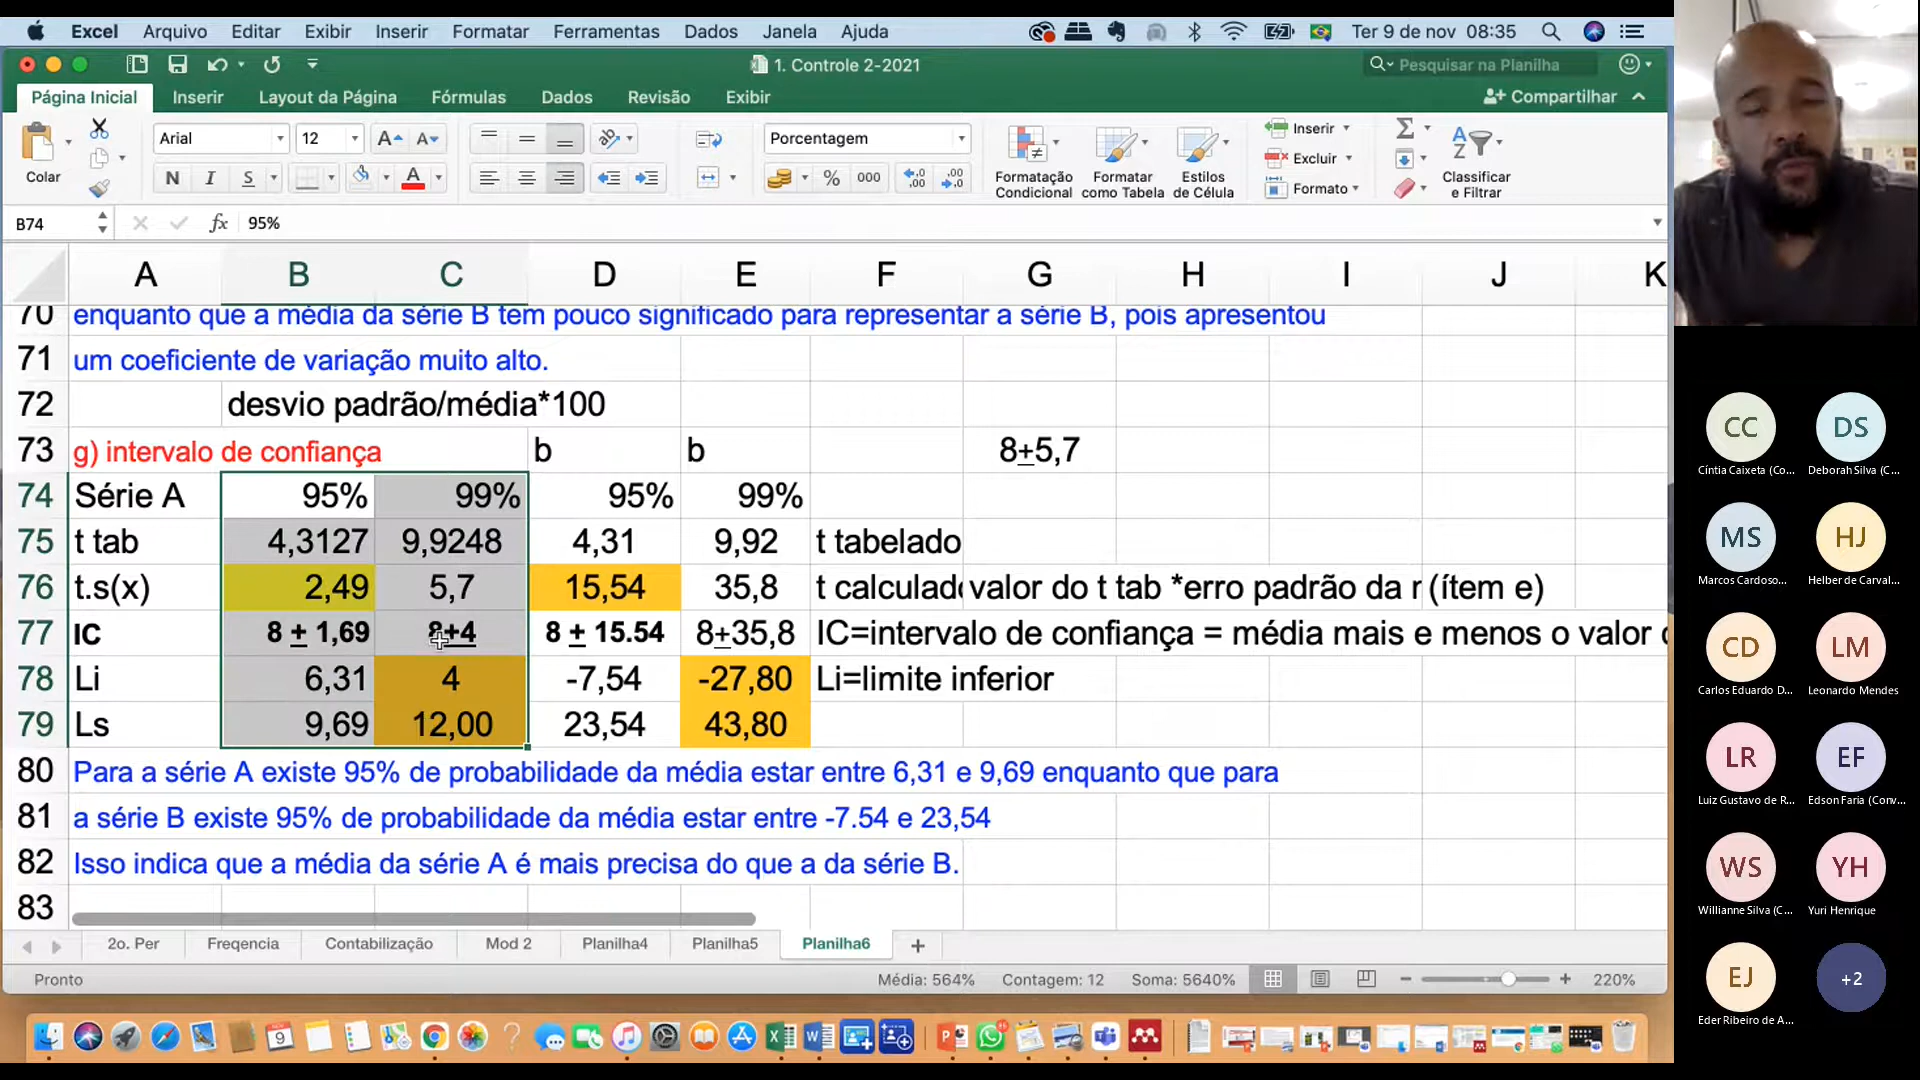 Excel Arquivo Editar Exibir Inserir Formatar Ferramentas Dados Janela Ajuda Ter 9 de nov 08:35
1. Controle 2-2021
Pesquisar na Planilha
Página Inicial Inserir Layout da Página Fórmulas Dados Revisão Exibir
Compartilhar
Colar
Arial 12
N I S
Porcentagem
% 000
Formatação Condicional
Formatar como Tabela
Estilos de Célula
Inserir
Excluir
Formato
Classificar e Filtrar
B74 fx 95%
A B C D E F G H I J K
70 enquanto que a média da série B tem pouco significado para representar a série B, pois apresentou
71 um coeficiente de variação muito alto.
72 desvio padrão/média*100
73 g) intervalo de confiança b b 8+5,7
74 Série A 95% 99% 95% 99%
75 t tab 4,3127 9,9248 4,31 9,92 t tabelado
76 t.s(x) 2,49 5,7 15,54 35,8 t calculado valor do t tab *erro padrão da (ítem e)
77 IC 8 + 1,69 8+4 8 + 15.54 8+35,8 IC=intervalo de confiança = média mais e menos o valor
78 Li 6,31 4 -7,54 -27,80 Li=limite inferior
79 Ls 9,69 12,00 23,54 43,80
80 Para a série A existe 95% de probabilidade da média estar entre 6,31 e 9,69 enquanto que para
81 a série B existe 95% de probabilidade da média estar entre -7.54 e 23,54
82 Isso indica que a média da série A é mais precisa do que a da série B.
83
2o. Per Freqencia Contabilização Mod 2 Planilha4 Planilha5 Planilha6
Pronto Média: 564% Contagem: 12 Soma: 5640% 220%
CC DS
Cíntia Caixeta (Co... Deborah Silva (C...
MS HJ
Marcos Cardoso... Helber de Carval...
CD LM
Carlos Eduardo D... Leonardo Mendes
LR EF
Luiz Gustavo de R... Edson Faria (Conv...
WS YH
Willianne Silva (C... Yuri Henrique
EJ +2
Eder Ribeiro de A...